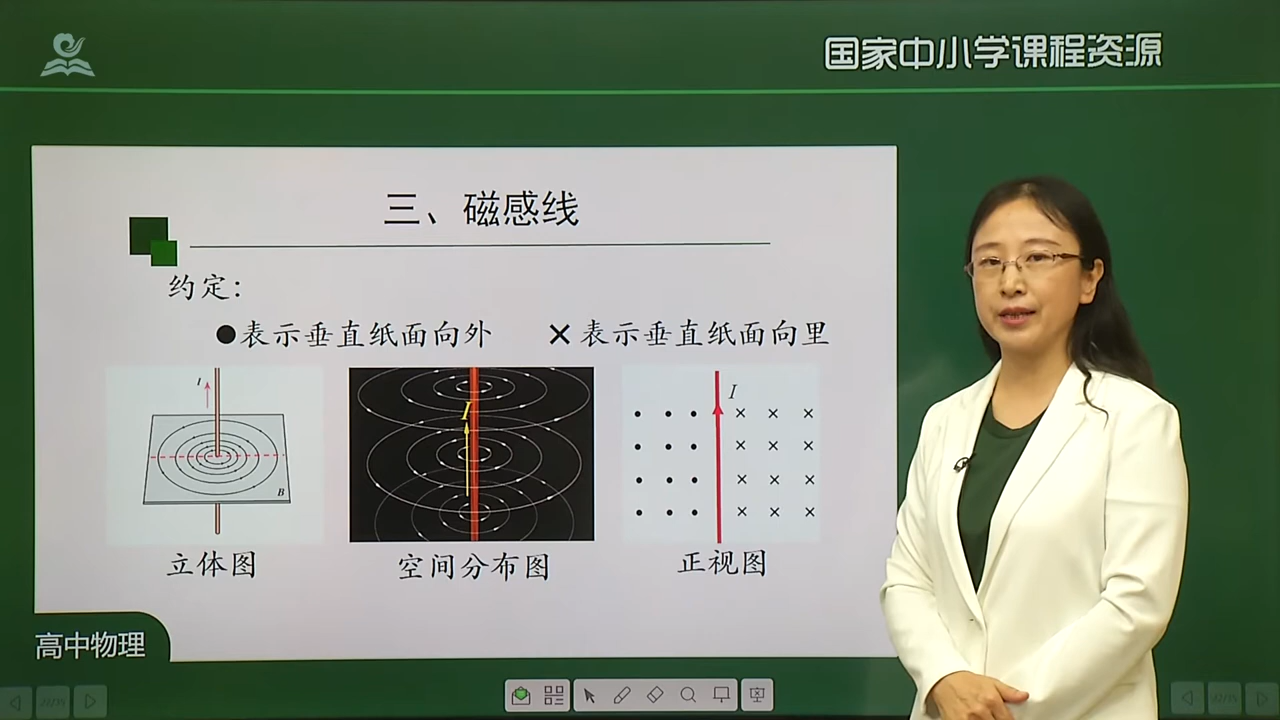 国家中小学课程资源
三、磁感线
约定：
●表示垂直纸面向外 ×表示垂直纸面向里
I
B
I
I
立体图 空间分布图 正视图
高中物理